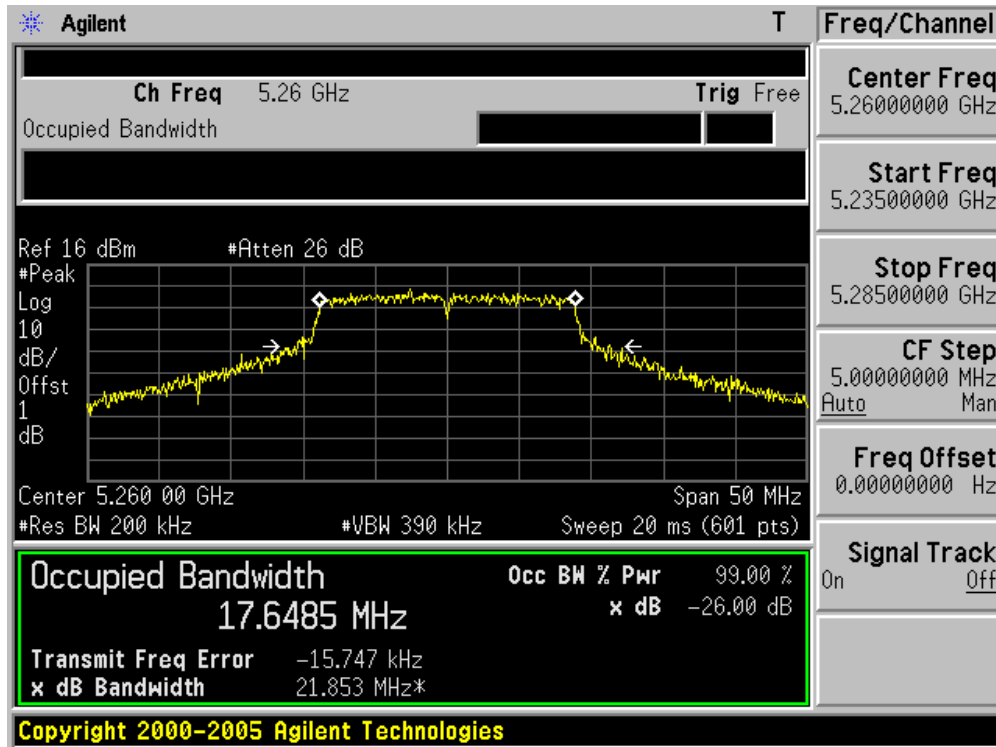 Agilent T
Ch Freq 5.26 GHz Trig Free
Occupied Bandwidth
Ref 16 dBm #Atten 26 dB
#Peak
Log
10
dB/
Offst
1
dB
Center 5.260 00 GHz Span 50 MHz
#Res BW 200 kHz #VBW 390 kHz Sweep 20 ms (601 pts)
Occupied Bandwidth Occ BW % Pwr 99.00 %
17.6485 MHz x dB -26.00 dB
Transmit Freq Error -15.747 kHz
x dB Bandwidth 21.853 MHz*
Copyright 2000-2005 Agilent Technologies
Freq/Channel
Center Freq
5.26000000 GHz
Start Freq
5.23500000 GHz
Stop Freq
5.28500000 GHz
CF Step
5.00000000 MHz
Auto Man
Freq Offset
0.00000000 Hz
Signal Track
On Off